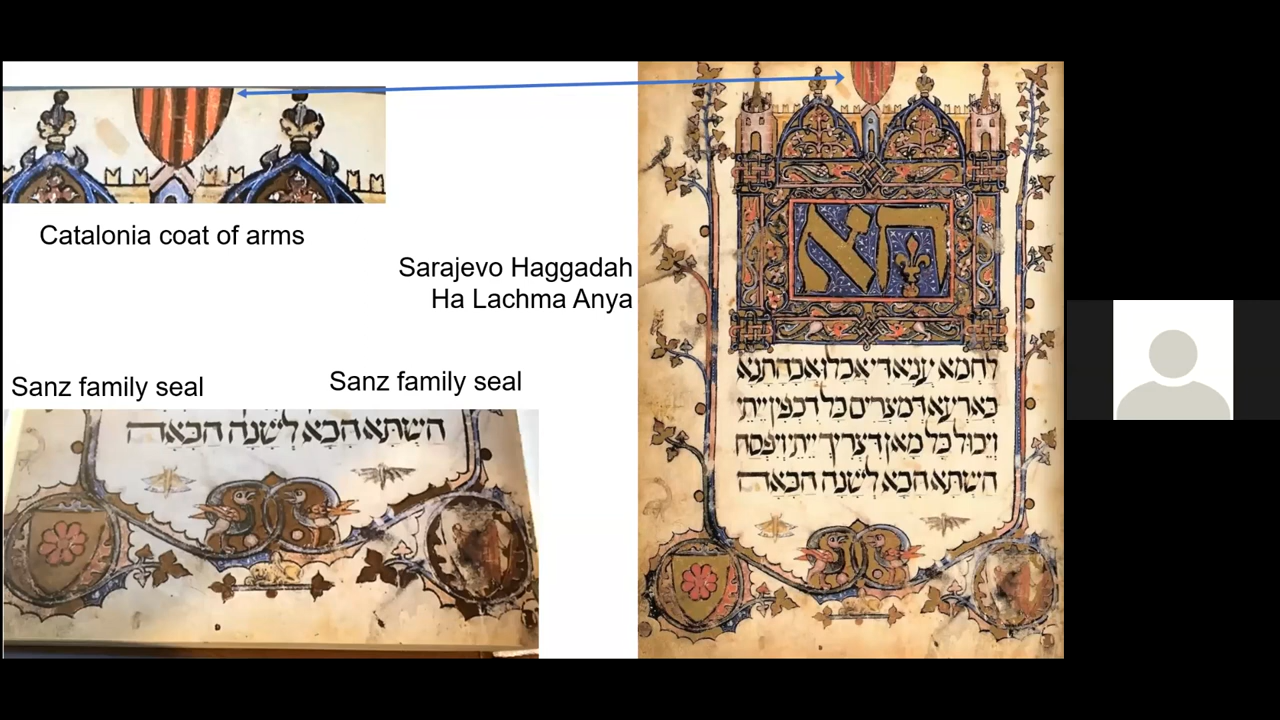 Catalonia coat of arms
Sarajevo Haggadah
Ha Lachma Anya
Sanz family seal
Sanz family seal
השתא הכא לשנה הבאה
הא
לחמא עניא די אכלו אבהתנא
בארעא דמצרים כל דכפין ייתי
ויכול כל מאן דצריך ייתי ויפסח
השתא הכא לשנה הבאה